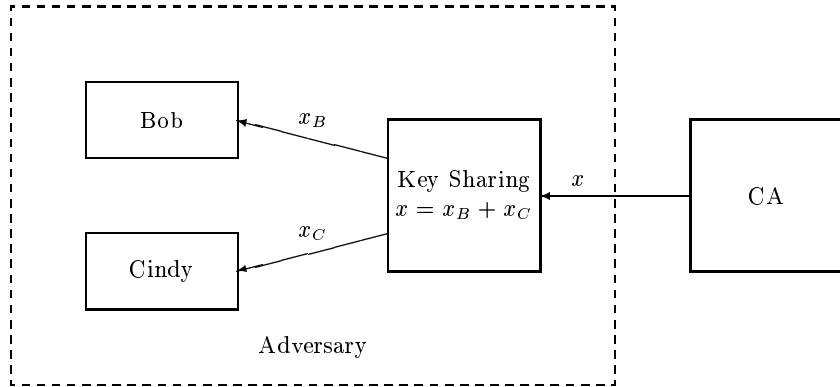 Bob
x_B
Key Sharing
x = x_B + x_C
x
CA
x_C
Cindy
Adversary